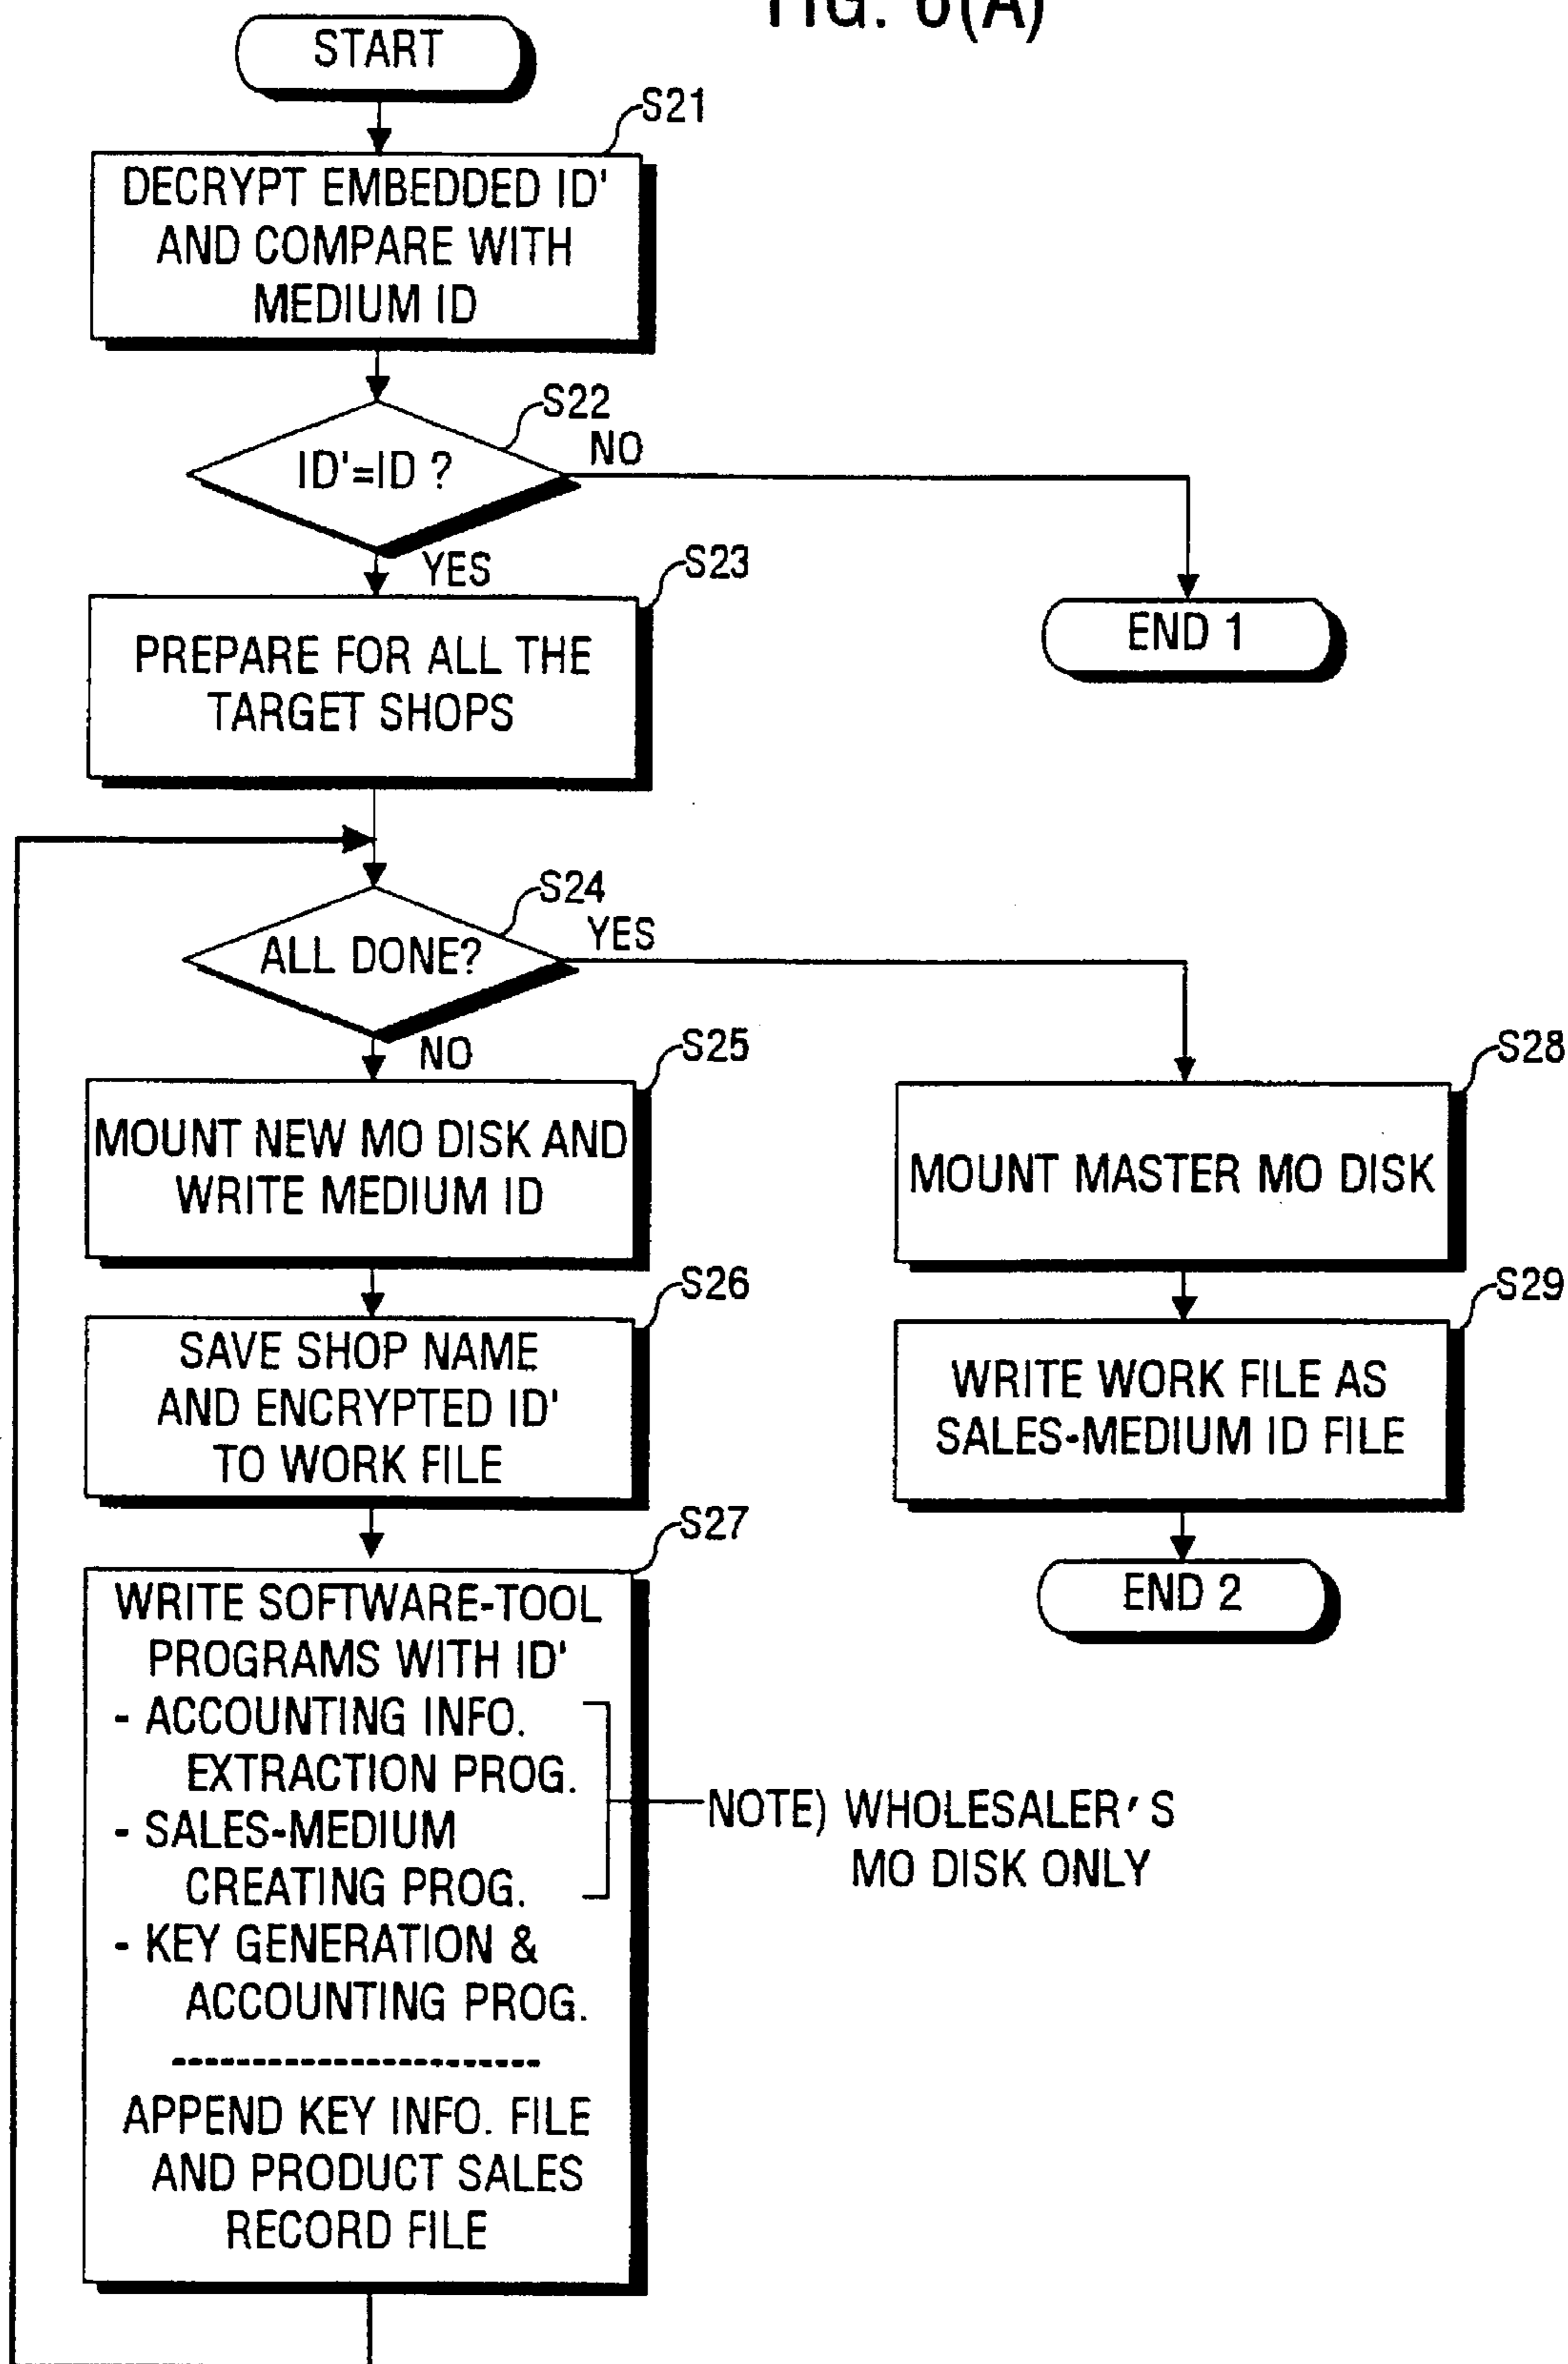 FIG. 6(A)
START
S21
DECRYPT EMBEDDED ID'
AND COMPARE WITH
MEDIUM ID
S22
ID'=ID ?
NO
YES
S23
PREPARE FOR ALL THE
TARGET SHOPS
END 1
S24
ALL DONE?
YES
NO
S25
MOUNT NEW MO DISK AND
WRITE MEDIUM ID
S28
MOUNT MASTER MO DISK
S26
SAVE SHOP NAME
AND ENCRYPTED ID'
TO WORK FILE
S29
WRITE WORK FILE AS
SALES-MEDIUM ID FILE
END 2
S27
WRITE SOFTWARE-TOOL
PROGRAMS WITH ID'
- ACCOUNTING INFO.
EXTRACTION PROG.
- SALES-MEDIUM
CREATING PROG.
- KEY GENERATION &
ACCOUNTING PROG.
NOTE) WHOLESALER'S
MO DISK ONLY
APPEND KEY INFO. FILE
AND PRODUCT SALES
RECORD FILE